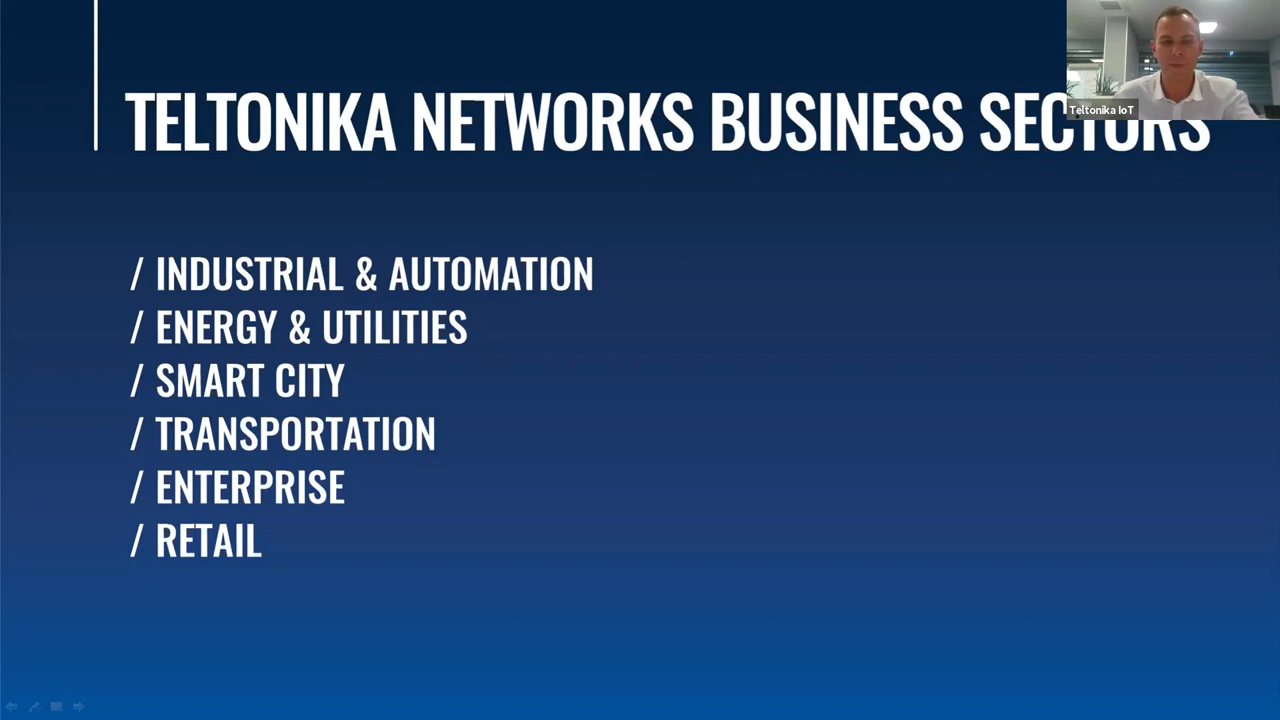 TELTONIKA NETWORKS BUSINESS SECTORS
Teltonika IoT
/ INDUSTRIAL & AUTOMATION
/ ENERGY & UTILITIES
/ SMART CITY
/ TRANSPORTATION
/ ENTERPRISE
/ RETAIL